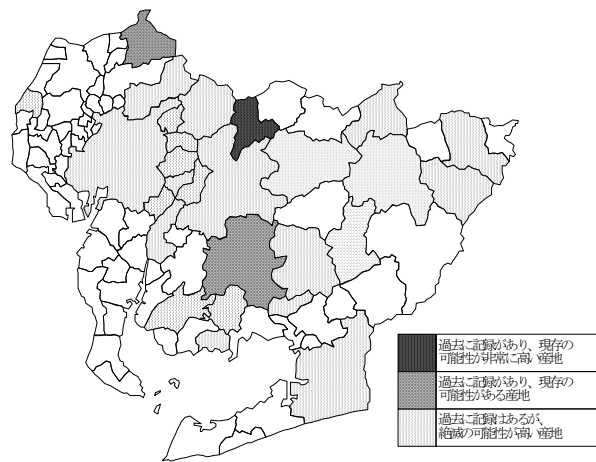 過去に記録があり、現存の
可能性が非常に高い産地
過去に記録があり、現存の
可能性がある産地
過去に記録はあるが、
絶滅の可能性が高い産地